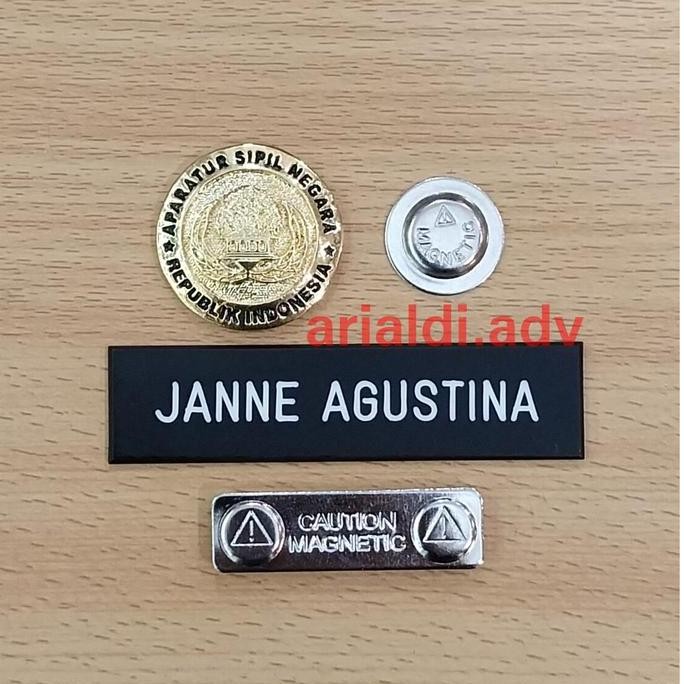 APARATUR SIPIL NEGARA
REPUBLIK INDONESIA
MAGNETIC
arialdi.adv
JANNE AGUSTINA
CAUTION
MAGNETIC